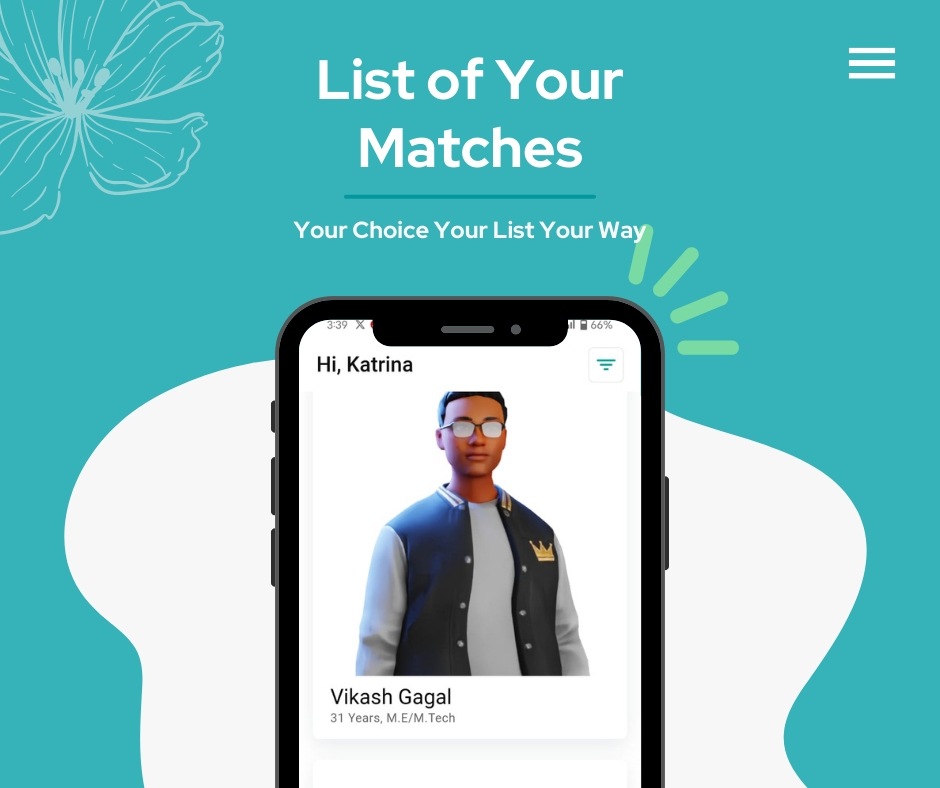 List of Your
Matches
Your Choice Your List Your Way
3:39 X 66%
Hi, Katrina
Vikash Gagal
31 Years, M.E/M.Tech